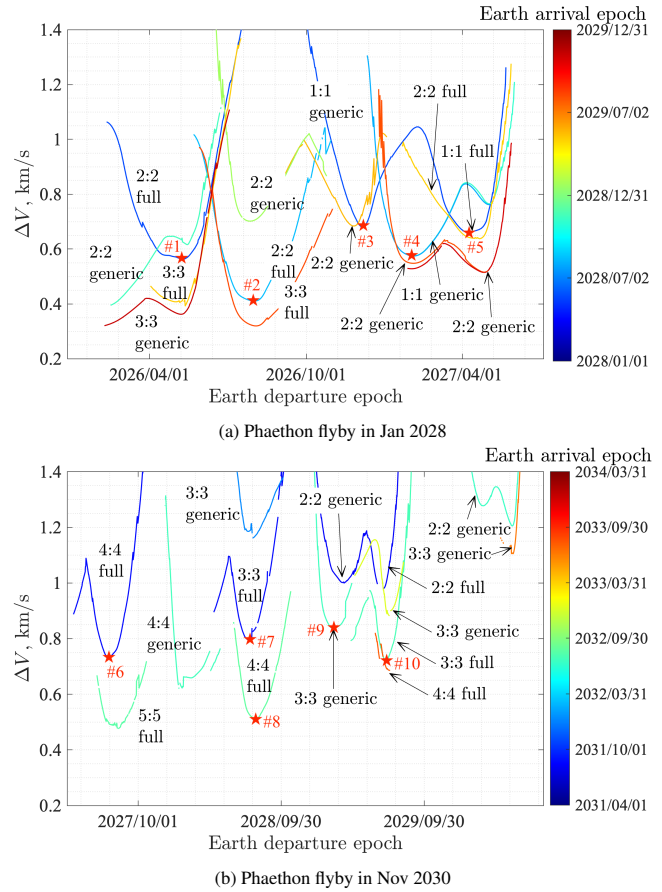 Earth arrival epoch
1.4
1.2
1
0.8
0.6
0.4
0.2
ΔV, km/s
2:2
full
2:2
generic
#1
3:3
full
3:3
generic
2:2
generic
#2
2:2
full
3:3
full
1:1
generic
2:2 full
1:1 full
#3
#4
#5
2:2 generic
1:1 generic
2:2 generic
2:2 generic
2026/04/01
2026/10/01
2027/04/01
Earth departure epoch
2029/12/31
2029/07/02
2028/12/31
2028/07/02
2028/01/01
(a) Phaethon flyby in Jan 2028
Earth arrival epoch
1.4
1.2
1
0.8
0.6
0.4
0.2
ΔV, km/s
4:4
full
#6
4:4
generic
5:5
full
3:3
generic
3:3
full
#7
4:4
full
#8
2:2 generic
#9
3:3 generic
2:2 full
3:3 generic
#10
3:3 full
4:4 full
2:2 generic
3:3 generic
2027/10/01
2028/09/30
2029/09/30
Earth departure epoch
2034/03/31
2033/09/30
2033/03/31
2032/09/30
2032/03/31
2031/10/01
2031/04/01
(b) Phaethon flyby in Nov 2030